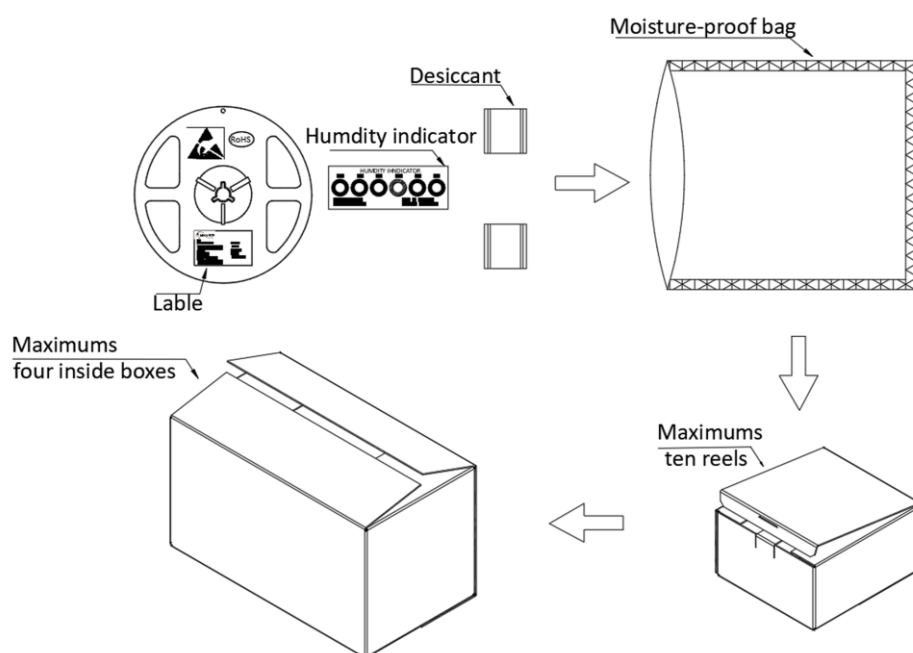 Moisture-proof bag
Desiccant
RoHS
Humdity indicator
HUMIDITY INDICATOR
Lable
Maximums
four inside boxes
Maximums
ten reels